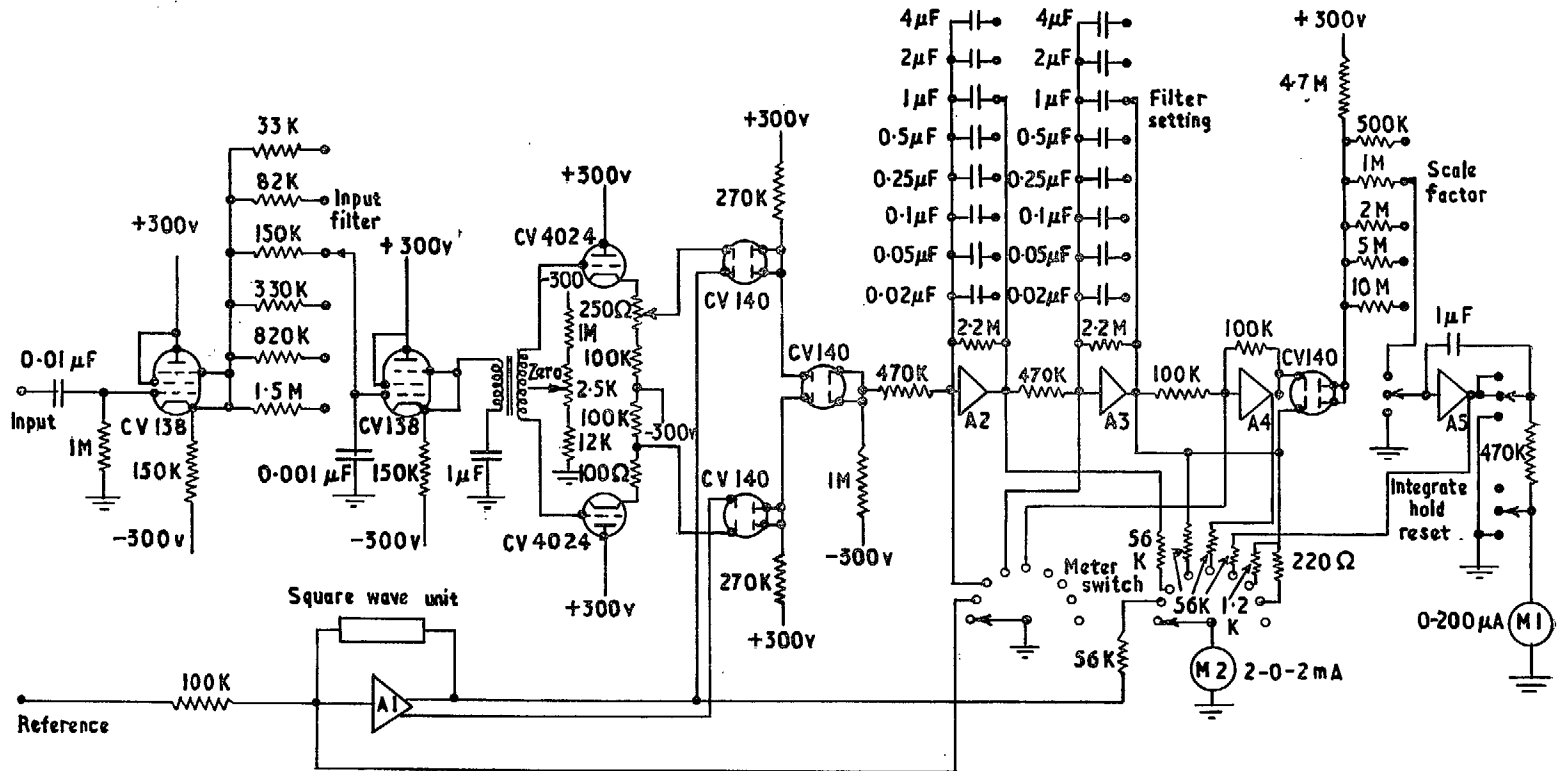 4µF
2µF
1µF
0·5µF
0·25µF
0·1µF
0·05µF
0·02µF
2·2M
4µF
2µF
1µF
0·5µF
0·25µF
0·1µF
0·05µF
0·02µF
2·2M
Filter
setting
+300v
4·7M
500K
1M
2M
5M
10M
Scale
factor
33K
82K
150K
330K
820K
1·5M
Input
filter
+300v
0·01 µF
Input
1M
CV138
150K
-300v
+300v
CV138
0·001 µF
150K
-300v
1µF
+300v
CV4024
-300
250Ω
1M
100K
Zero
2·5K
100K
-300v
12K
100Ω
CV4024
+300v
+300v
270K
CV140
CV140
CV140
270K
+300v
470K
1M
-300v
A2
470K
A3
100K
100K
A4
CV140
1µF
A5
470K
Integrate
hold
reset
56
K
Meter
switch
56K
1·2
K
220Ω
56K
M2
2-0-2mA
0-200µA
M1
Square wave unit
100K
A1
Reference